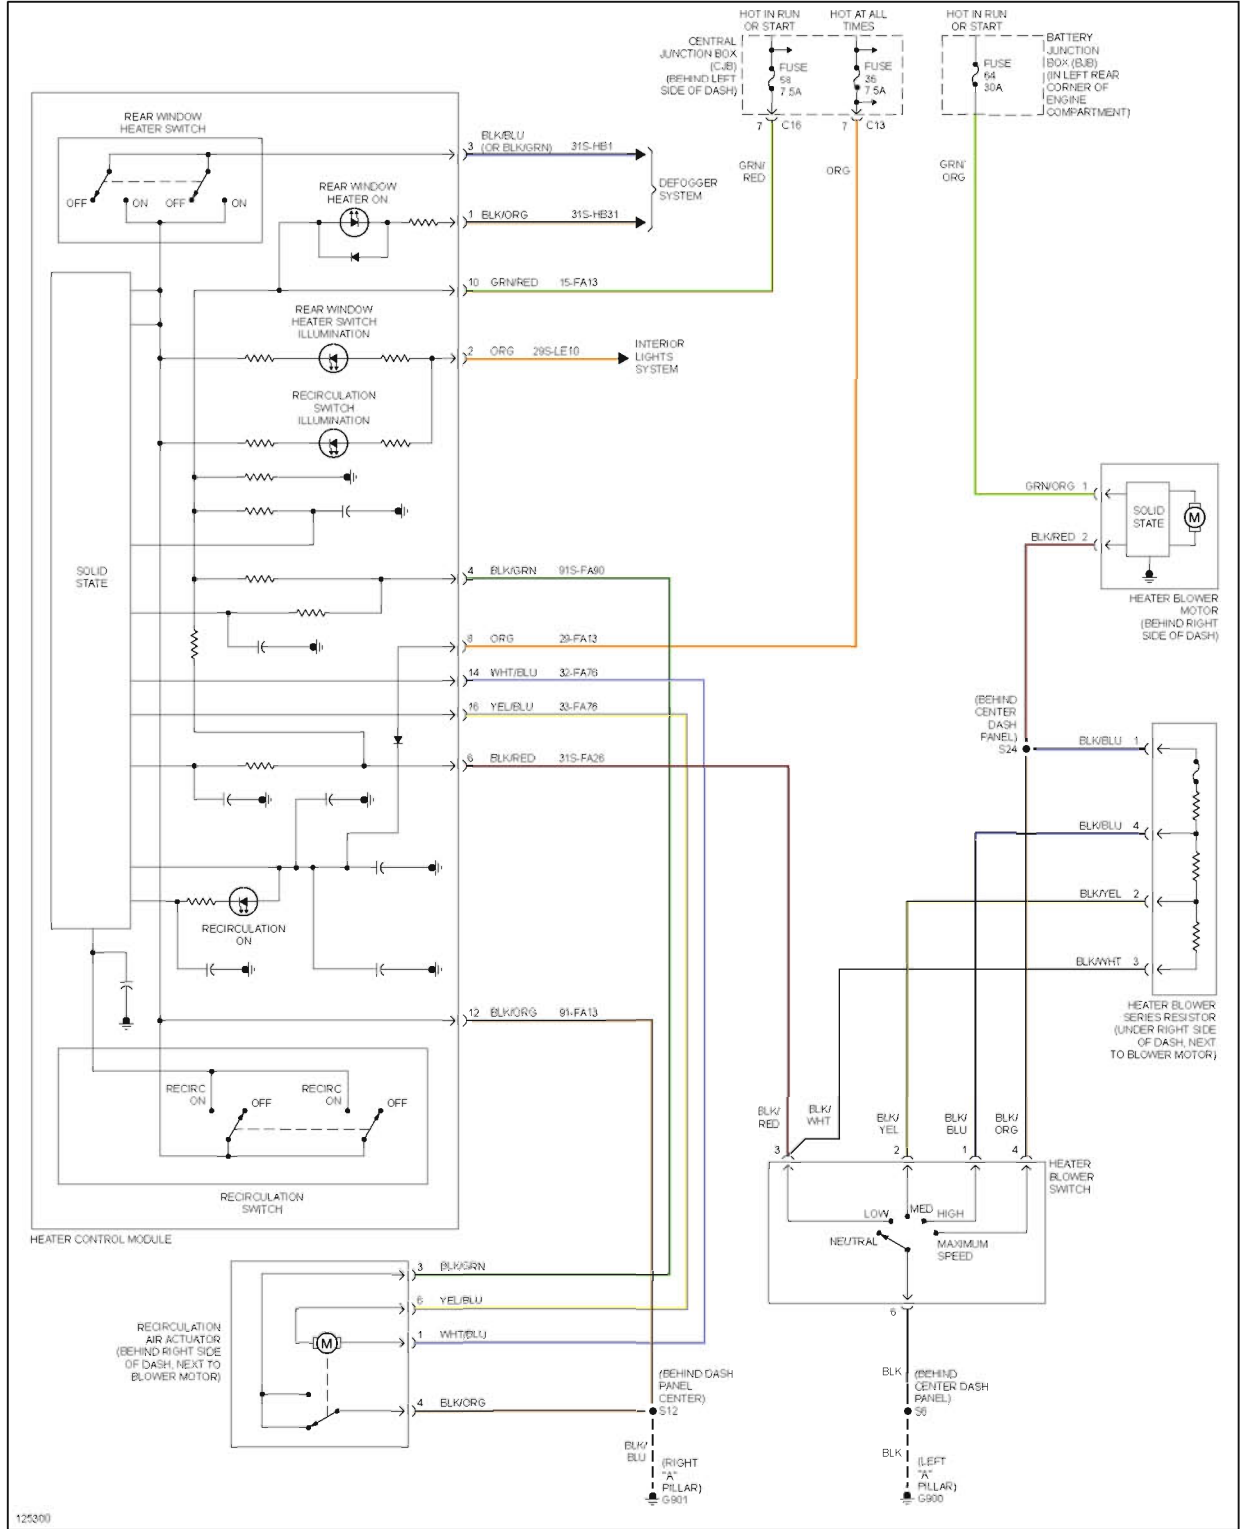 HOT IN RUN
OR START
HOT AT ALL
TIMES
HOT IN RUN
OR START
CENTRAL
JUNCTION BOX
(CJB)
(BEHIND LEFT
SIDE OF DASH)
FUSE
58
7.5A
FUSE
36
7.5A
FUSE
64
30A
BATTERY
JUNCTION
BOX (BJB)
(IN LEFT REAR
CORNER OF
ENGINE
COMPARTMENT)
7 C16
7 C13
GRN/
RED
ORG
GRN/
ORG
REAR WINDOW
HEATER SWITCH
OFF
ON
OFF
ON
3 BLK/BLU
(OR BLK/GRN) 31S-HB1
DEFOGGER
SYSTEM
REAR WINDOW
HEATER ON
1 BLK/ORG 31S-HB31
10 GRN/RED 15-FA13
REAR WINDOW
HEATER SWITCH
ILLUMINATION
2 ORG 29S-LE10
INTERIOR
LIGHTS
SYSTEM
RECIRCULATION
SWITCH
ILLUMINATION
GRN/ORG 1
SOLID
STATE
M
BLK/RED 2
HEATER BLOWER
MOTOR
(BEHIND RIGHT
SIDE OF DASH)
SOLID
STATE
4 BLK/GRN 91S-FA90
8 ORG 29-FA13
14 WHT/BLU 32-FA76
16 YEL/BLU 33-FA76
6 BLK/RED 31S-FA26
(BEHIND
CENTER
DASH
PANEL)
S24
BLK/BLU 1
BLK/BLU 4
BLK/YEL 2
BLK/WHT 3
HEATER BLOWER
SERIES RESISTOR
(UNDER RIGHT SIDE
OF DASH, NEXT
TO BLOWER MOTOR)
RECIRCULATION
ON
12 BLK/ORG 91-FA13
RECIRC
ON
OFF
RECIRC
ON
OFF
RECIRCULATION
SWITCH
HEATER CONTROL MODULE
BLK/
RED
BLK/
WHT
BLK/
YEL
BLK/
BLU
BLK/
ORG
3
2
1
4
HEATER
BLOWER
SWITCH
LOW
MED
HIGH
NEUTRAL
MAXIMUM
SPEED
6
RECIRCULATION
AIR ACTUATOR
(BEHIND RIGHT SIDE
OF DASH, NEXT TO
BLOWER MOTOR)
M
3 BLK/GRN
6 YEL/BLU
1 WHT/BLU
4 BLK/ORG
(BEHIND DASH
PANEL
CENTER)
S12
BLK/
BLU
(RIGHT
"A"
PILLAR)
G901
BLK
(BEHIND
CENTER DASH
PANEL)
S6
BLK
(LEFT
"A"
PILLAR)
G900
125300